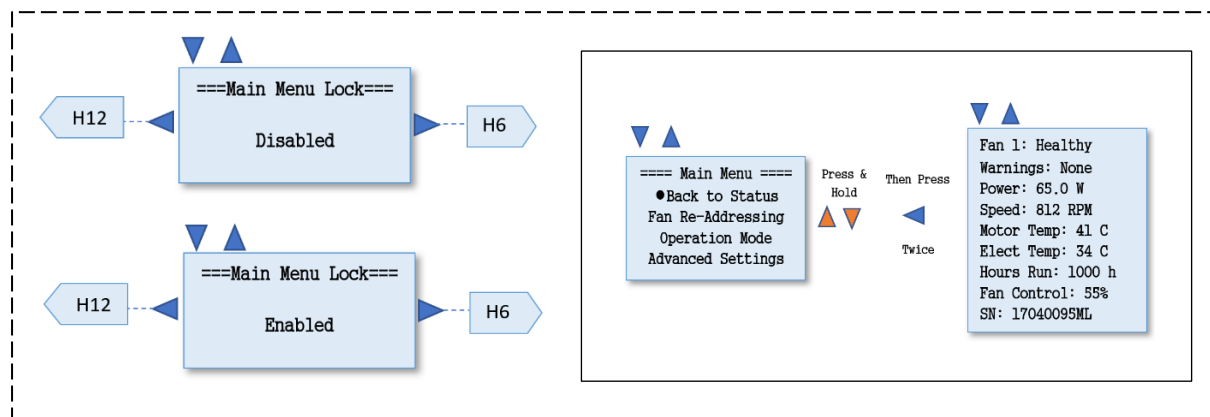 ===Main Menu Lock===
H12
H6
Disabled
===Main Menu Lock===
H12
H6
Enabled
==== Main Menu ====
●Back to Status
Fan Re-Addressing
Operation Mode
Advanced Settings
Press &
Hold
Then Press
Twice
Fan 1: Healthy
Warnings: None
Power: 65.0 W
Speed: 812 RPM
Motor Temp: 41 C
Elect Temp: 34 C
Hours Run: 1000 h
Fan Control: 55%
SN: 17040095ML